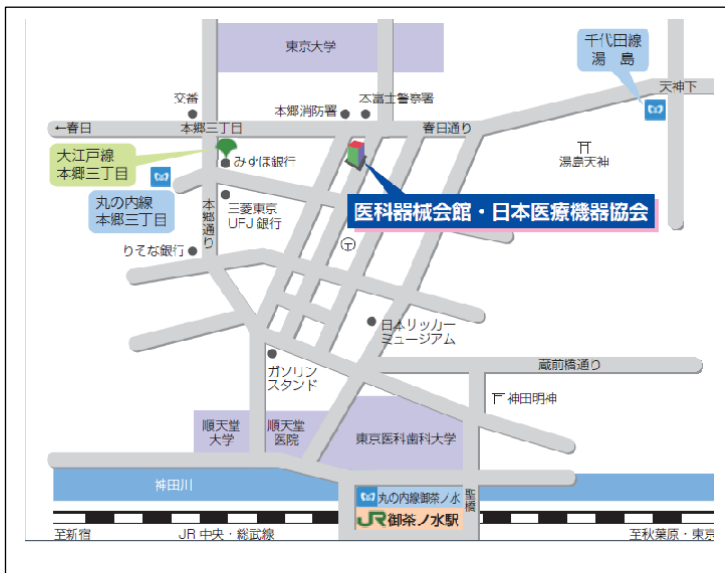 東京大学
千代田線
湯 島
天神下
交番
本郷消防署
本富士警察署
←春日
本郷三丁目
春日通り
大江戸線
本郷三丁目
みずほ銀行
湯島天神
丸の内線
本郷三丁目
医科器械会館・日本医療機器協会
本郷通り
三菱東京
UFJ 銀行
〒
りそな銀行
日本リッカー
ミュージアム
ガソリン
スタンド
蔵前橋通り
神田明神
順天堂
大学
順天堂
医院
東京医科歯科大学
神田川
丸の内線御茶ノ水
聖橋
JR御茶ノ水駅
至新宿
JR 中央・総武線
至秋葉原・東京